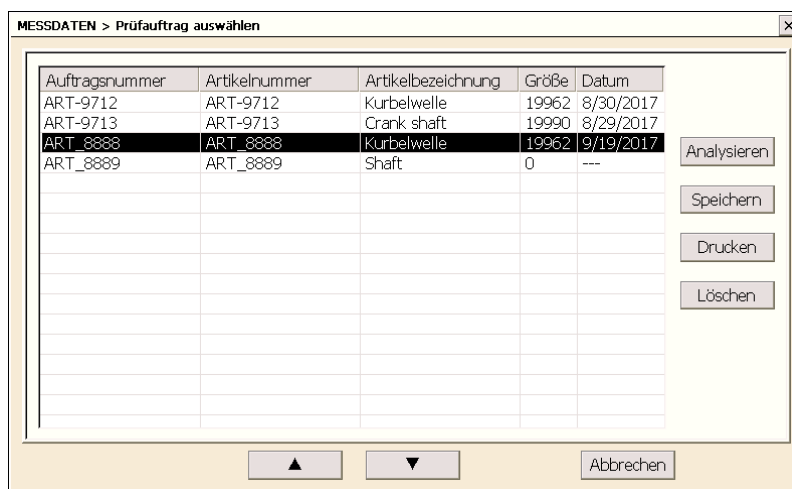 MESSDATEN > Prüfauftrag auswählen
Auftragsnummer Artikelnummer Artikelbezeichnung Größe Datum
ART-9712 ART-9712 Kurbelwelle 19962 8/30/2017
ART-9713 ART-9713 Crank shaft 19990 8/29/2017
ART_8888 ART_8888 Kurbelwelle 19962 9/19/2017
ART_8889 ART_8889 Shaft 0 ---
Analysieren
Speichern
Drucken
Löschen
Abbrechen